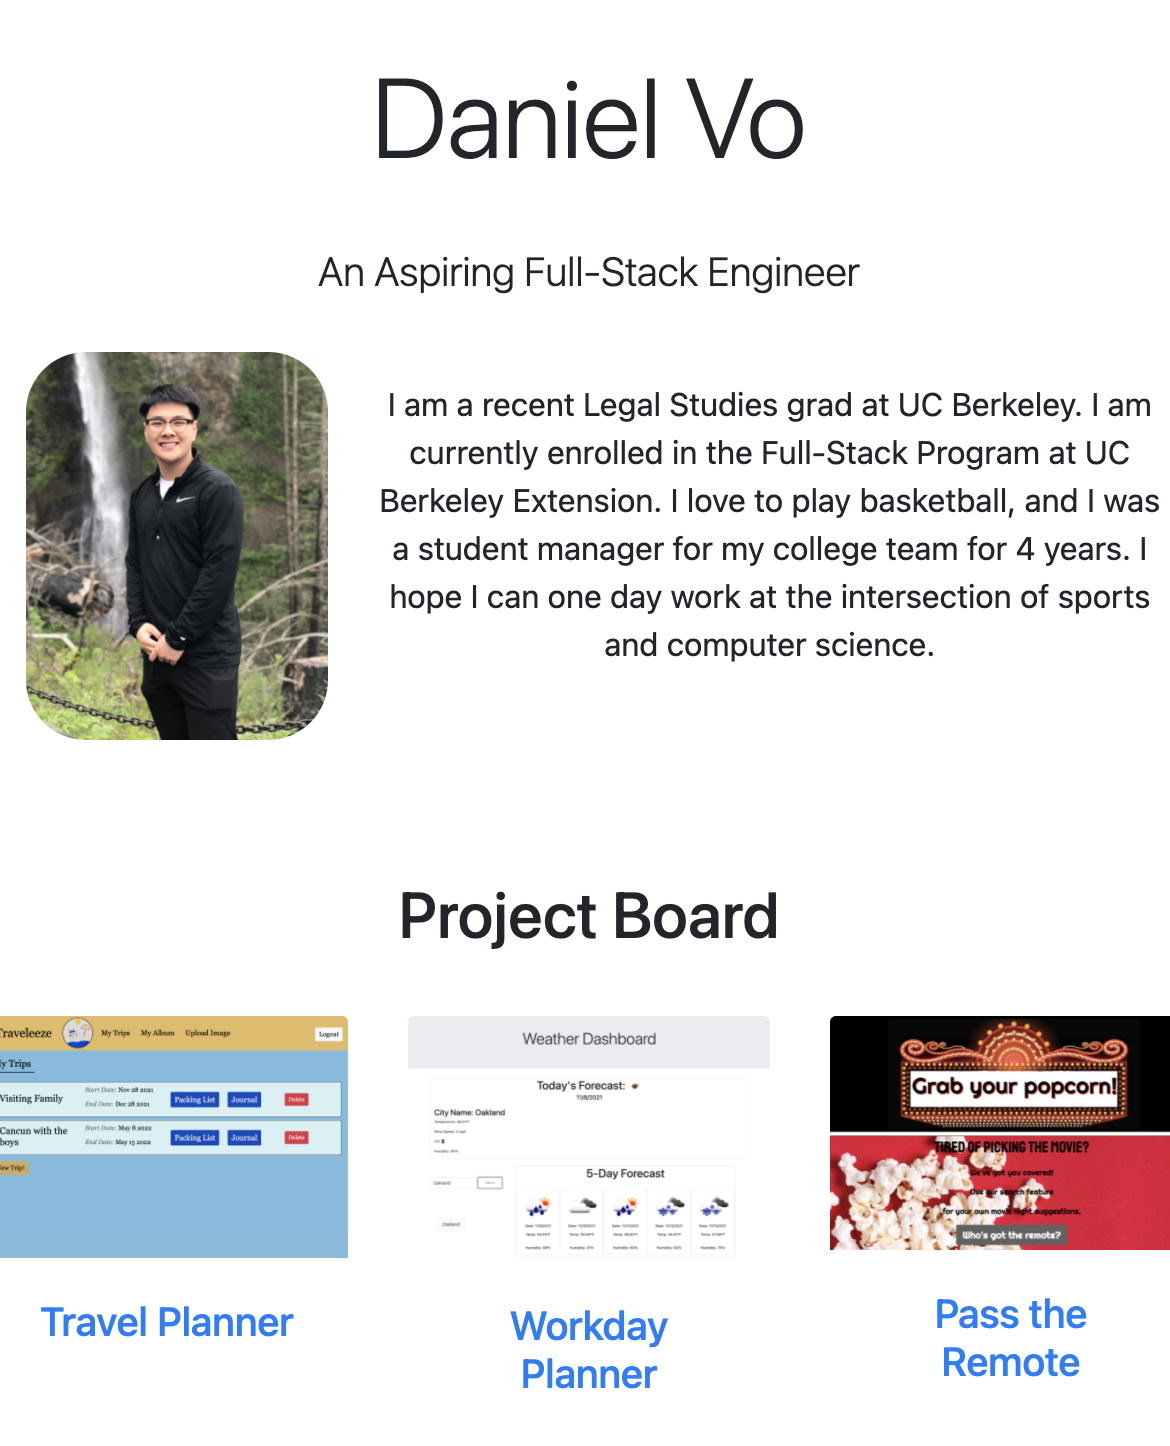 Daniel Vo
An Aspiring Full-Stack Engineer
I am a recent Legal Studies grad at UC Berkeley. I am
currently enrolled in the Full-Stack Program at UC
Berkeley Extension. I love to play basketball, and I was
a student manager for my college team for 4 years. I
hope I can one day work at the intersection of sports
and computer science.
Project Board
raveleeze
My Trips My Album Upload Image
Logout
y Trips
Visiting Family
Start Date: Nov 28 2021
End Date: Dec 28 2021
Packing List Journal Delete
Cancun with the
boys
Start Date: May 8 2022
End Date: May 15 2022
Packing List Journal Delete
ew Trip!
Travel Planner
Weather Dashboard
Today's Forecast:
11/8/2021
City Name: Oakland
Oakland
Oakland
5-Day Forecast
Workday
Planner
Grab your popcorn!
TIRED OF PICKING THE MOVIE?
We've got you covered!
Use our search feature
for your own movie night suggestions.
Who's got the remote?
Pass the
Remote